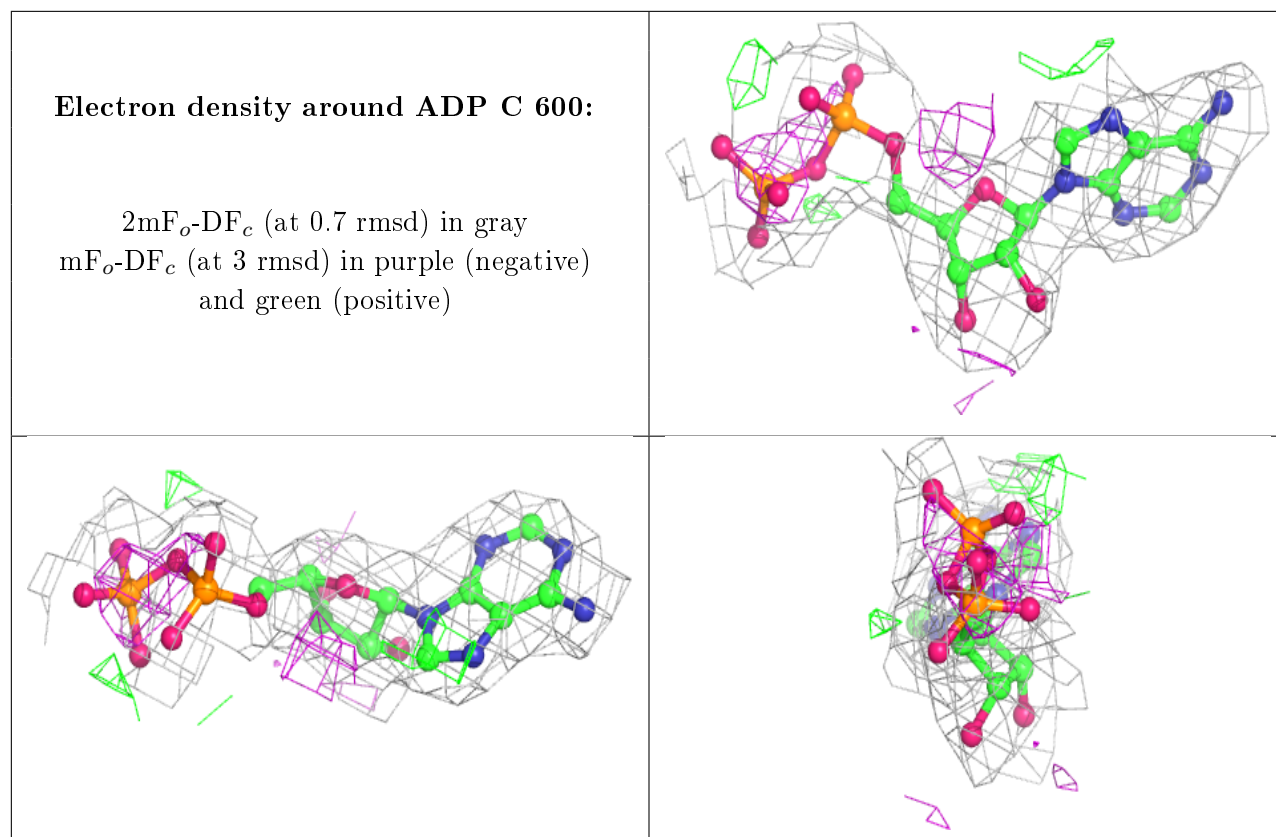 Electron density around ADP C 600:
2mFₒ-DF𝒸 (at 0.7 rmsd) in gray
mFₒ-DF𝒸 (at 3 rmsd) in purple (negative)
and green (positive)